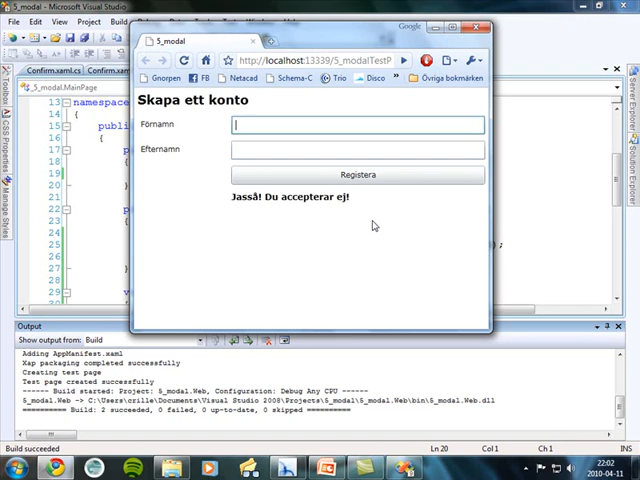 5_modal - Microsoft Visual Studio
File Edit View Project Build
Google
5_modal
http://localhost:13339/5_modalTestP
Gnorpen FB Netacad Schema-C Trio Disco » Övriga bokmärken
Confirm.xaml.cs Confirm.xam
5_modal.MainPage
Skapa ett konto
Förnamn
Efternamn
Registera
Jasså! Du accepterar ej!
13 namespace
14 {
15 public
16 {
17
18 {
19
20 }
21
22
23 {
24
25 );
26
27 }
28
29
30 {
Toolbox
CSS Properties
Manage Styles
Server Explorer
Solution Explorer
Output
Show output from: Build
Adding AppManifest.xaml
Xap packaging completed successfully
Creating test page
Test page created successfully
------ Build started: Project: 5_modal.Web, Configuration: Debug Any CPU ------
5_modal.Web -> C:\Users\crille\Documents\Visual Studio 2008\Projects\5_modal\5_modal.Web\bin\5_modal.Web.dll
========== Build: 2 succeeded, 0 failed, 0 up-to-date, 0 skipped ==========
Build succeeded Ln 20 Col 1 Ch 1 INS
22:02
2010-04-11